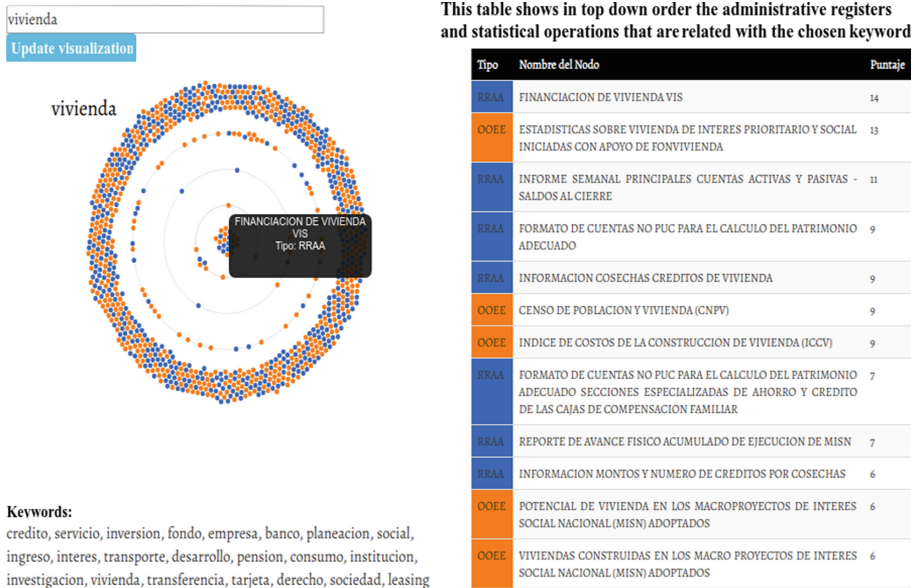 vivienda
Update visualization
vivienda
FINANCIACION DE VIVIENDA
VIS
Tipo: RRAA
Keywords:
credito, servicio, inversion, fondo, empresa, banco, planeacion, social,
ingreso, interes, transporte, desarrollo, pension, consumo, institucion,
investigacion, vivienda, transferencia, tarjeta, derecho, sociedad, leasing
This table shows in top down order the administrative registers
and statistical operations that are related with the chosen keyword
Tipo Nombre del Nodo Puntaje
RRAA FINANCIACION DE VIVIENDA VIS 14
OOEE ESTADISTICAS SOBRE VIVIENDA DE INTERES PRIORITARIO Y SOCIAL 13
INICIADAS CON APOYO DE FONVIVIENDA
RRAA INFORME SEMANAL PRINCIPALES CUENTAS ACTIVAS Y PASIVAS - 11
SALDOS AL CIERRE
RRAA FORMATO DE CUENTAS NO PUC PARA EL CALCULO DEL PATRIMONIO 9
ADECUADO
RRAA INFORMACION COSECHAS CREDITOS DE VIVIENDA 9
OOEE CENSO DE POBLACION Y VIVIENDA (CNPV) 9
OOEE INDICE DE COSTOS DE LA CONSTRUCCION DE VIVIENDA (ICCV) 9
RRAA FORMATO DE CUENTAS NO PUC PARA EL CALCULO DEL PATRIMONIO 7
ADECUADO SECCIONES ESPECIALIZADAS DE AHORRO Y CREDITO
DE LAS CAJAS DE COMPENSACION FAMILIAR
RRAA REPORTE DE AVANCE FISICO ACUMULADO DE EJECUCION DE MISN 7
RRAA INFORMACION MONTOS Y NUMERO DE CREDITOS POR COSECHAS 6
OOEE POTENCIAL DE VIVIENDA EN LOS MACROPROYECTOS DE INTERES 6
SOCIAL NACIONAL (MISN) ADOPTADOS
OOEE VIVIENDAS CONSTRUIDAS EN LOS MACRO PROYECTOS DE INTERES 6
SOCIAL NACIONAL (MISN) ADOPTADOS